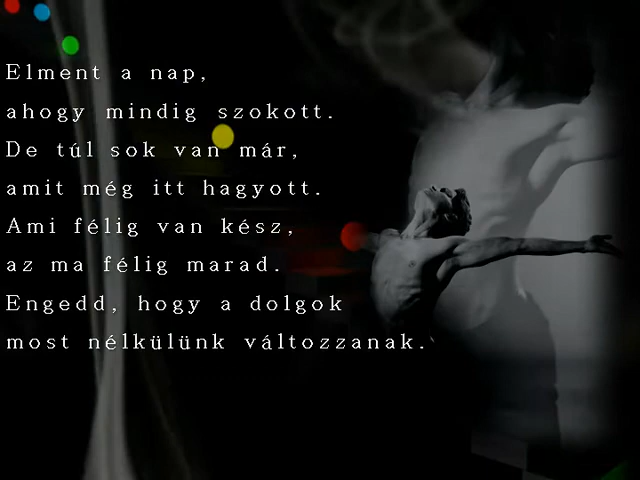 Elment a nap,
ahogy mindig szokott.
De túl sok van már,
amit még itt hagyott.
Ami félig van kész,
az ma félig marad.
Engedd, hogy a dolgok
most nélkülünk változzanak.